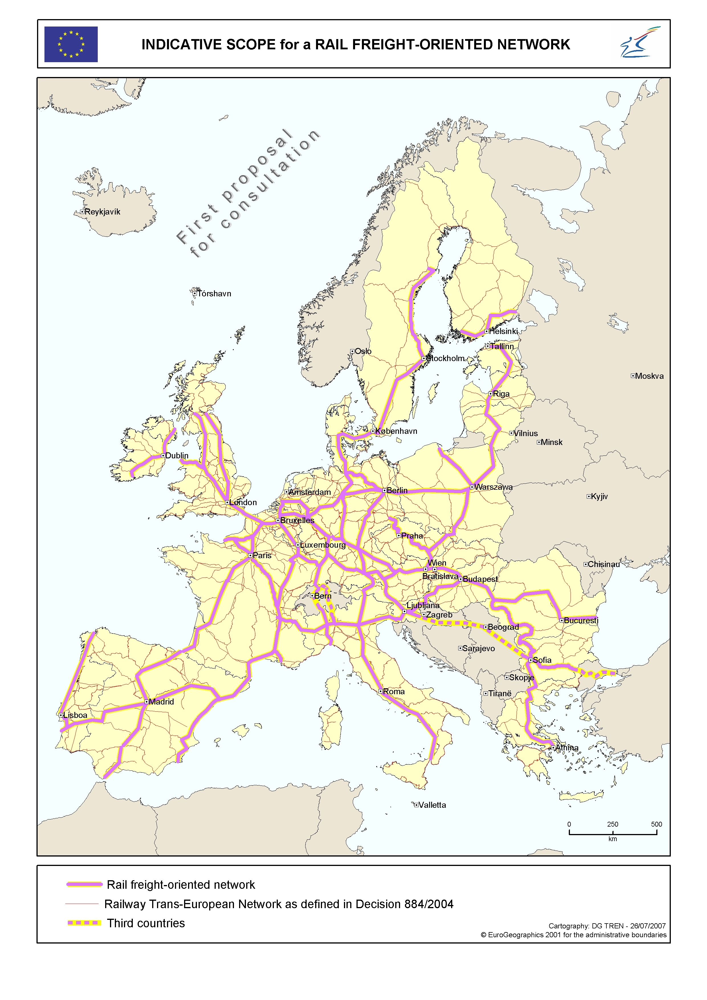 INDICATIVE SCOPE for a RAIL FREIGHT-ORIENTED NETWORK
First proposal
for consultation
Reykjavík
Tórshavn
Helsinki
Tallinn
Oslo
Stockholm
Moskva
Riga
København
Vilnius
Minsk
Dublin
Warszawa
Berlin
Amsterdam
Kyjiv
London
Bruxelles
Praha
Luxembourg
Paris
Wien
Chisinau
Bratislava
Budapest
Bern
Ljubljana
Zagreb
Bucuresti
Beograd
Sarajevo
Sofia
Skopje
Roma
Tiranë
Madrid
Lisboa
Athina
Valletta
0 250 500
km
Rail freight-oriented network
Railway Trans-European Network as defined in Decision 884/2004
Third countries
Cartography: DG TREN - 26/07/2007
© EuroGeographics 2001 for the administrative boundaries